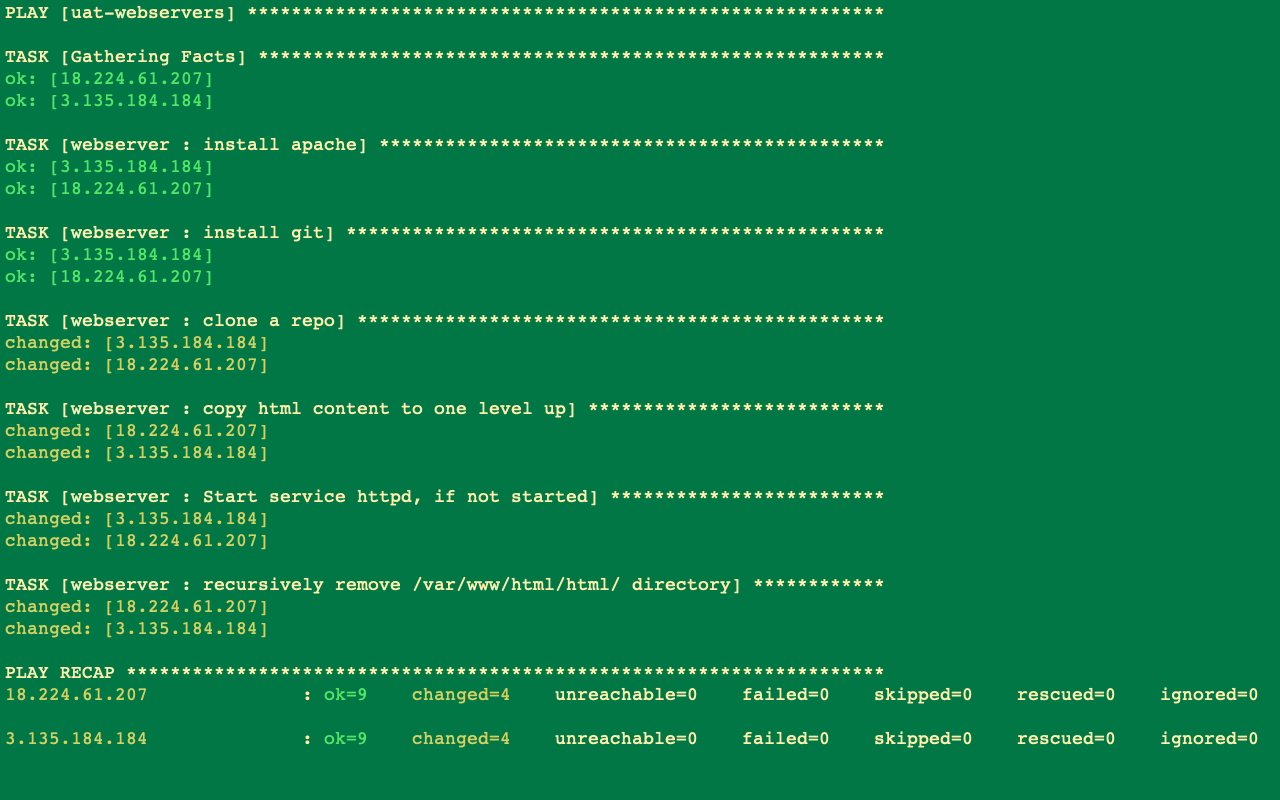 PLAY [uat-webservers] **********************************************************
TASK [Gathering Facts] *********************************************************
ok: [18.224.61.207]
ok: [3.135.184.184]
TASK [webserver : install apache] **********************************************
ok: [3.135.184.184]
ok: [18.224.61.207]
TASK [webserver : install git] *************************************************
ok: [3.135.184.184]
ok: [18.224.61.207]
TASK [webserver : clone a repo] ************************************************
changed: [3.135.184.184]
changed: [18.224.61.207]
TASK [webserver : copy html content to one level up] ***************************
changed: [18.224.61.207]
changed: [3.135.184.184]
TASK [webserver : Start service httpd, if not started] *************************
changed: [3.135.184.184]
changed: [18.224.61.207]
TASK [webserver : recursively remove /var/www/html/html/ directory] ************
changed: [18.224.61.207]
changed: [3.135.184.184]
PLAY RECAP *********************************************************************
18.224.61.207 : ok=9 changed=4 unreachable=0 failed=0 skipped=0 rescued=0 ignored=0
3.135.184.184 : ok=9 changed=4 unreachable=0 failed=0 skipped=0 rescued=0 ignored=0